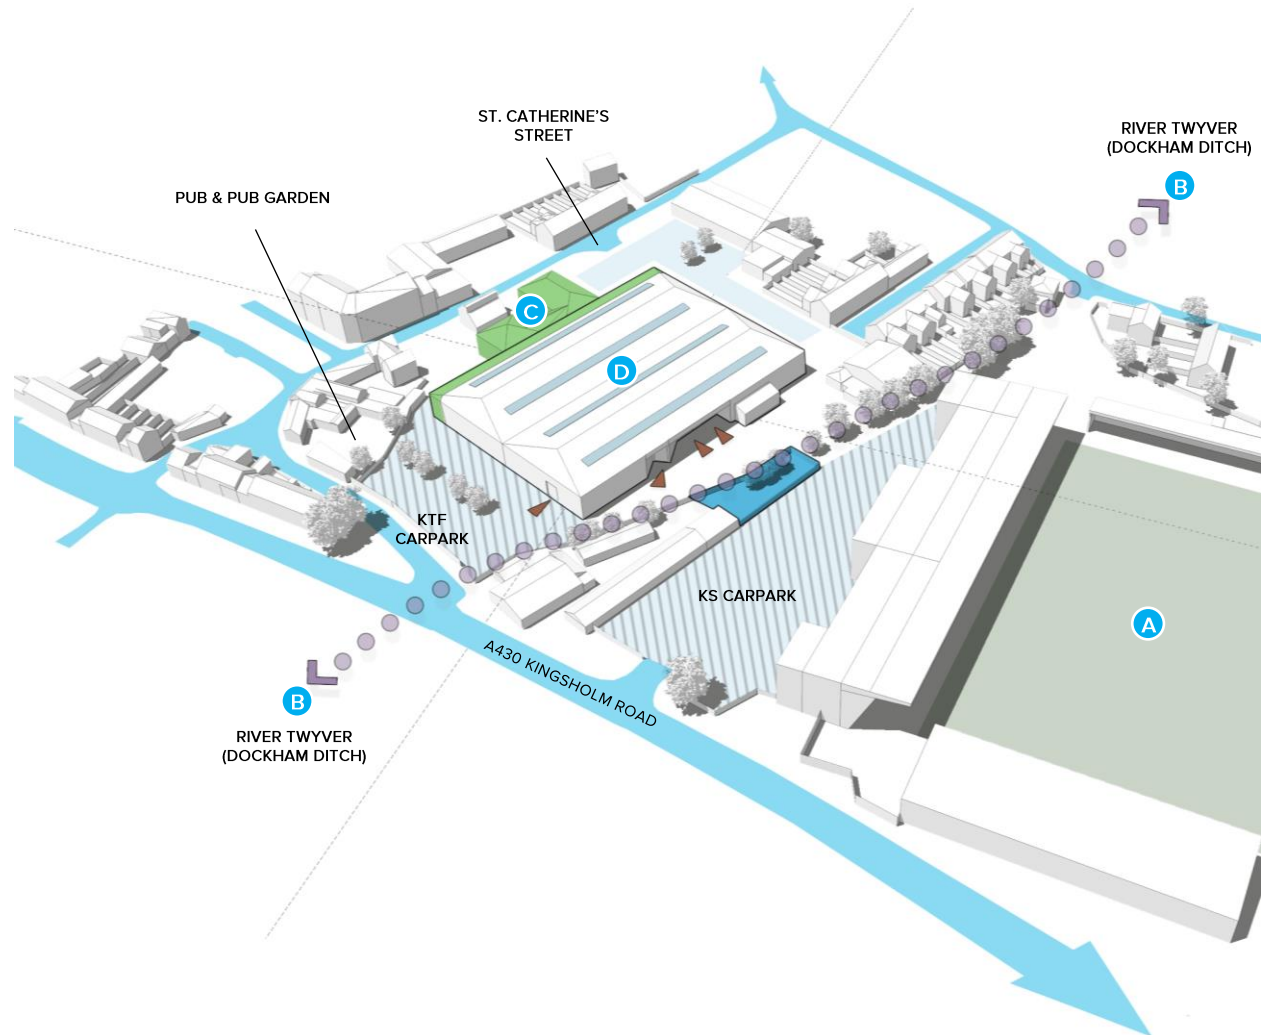 ST. CATHERINE'S
STREET
RIVER TWYVER
(DOCKHAM DITCH)
B
PUB & PUB GARDEN
C
D
KTF
CARPARK
KS CARPARK
A
A430 KINGSHOLM ROAD
B
RIVER TWYVER
(DOCKHAM DITCH)